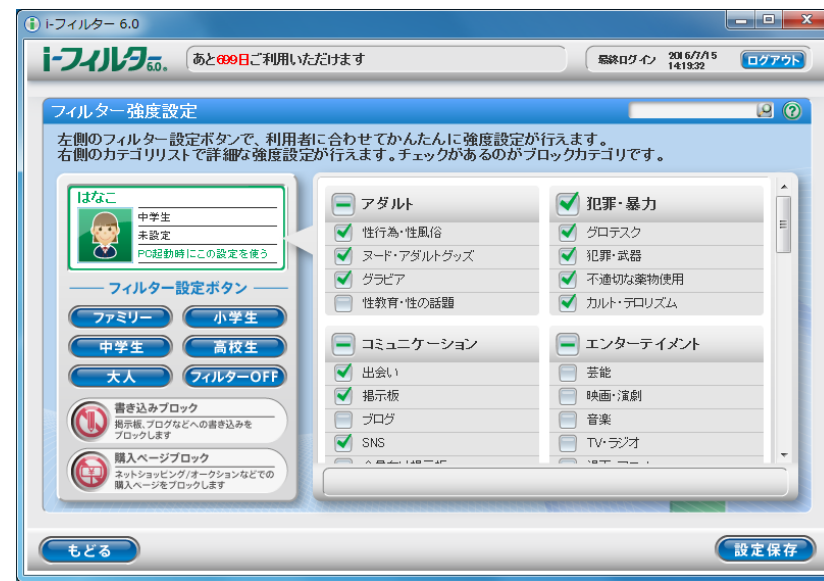 i-フィルター 6.0
i-フィルター6.0.
あと699日ご利用いただけます
最終ログイン 2016/7/15 14:19:32
ログアウト
フィルター強度設定
左側のフィルター設定ボタンで、利用者に合わせてかんたんに強度設定が行えます。
右側のカテゴリリストで詳細な強度設定が行えます。チェックがあるのがブロックカテゴリです。
はなこ
中学生
未設定
PC起動時にこの設定を使う
フィルター設定ボタン
ファミリー
小学生
中学生
高校生
大人
フィルターOFF
書き込みブロック
掲示板、ブログなどへの書き込みを
ブロックします
購入ページブロック
ネットショッピング/オークションなどでの
購入ページをブロックします
アダルト
性行為・性風俗
ヌード・アダルトグッズ
グラビア
性教育・性の話題
犯罪・暴力
グロテスク
犯罪・武器
不適切な薬物使用
カルト・テロリズム
コミュニケーション
出会い
掲示板
ブログ
SNS
エンターテイメント
芸能
映画・演劇
音楽
TV・ラジオ
もどる
設定保存